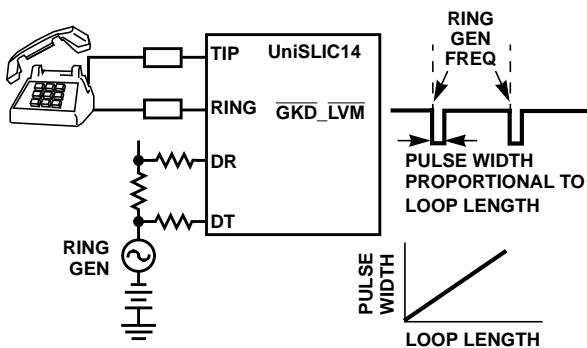 TIP
UniSLIC14
RING
GKD_LVM
DR
DT
RING
GEN
RING
GEN
FREQ
PULSE WIDTH
PROPORTIONAL TO
LOOP LENGTH
PULSE
WIDTH
LOOP LENGTH